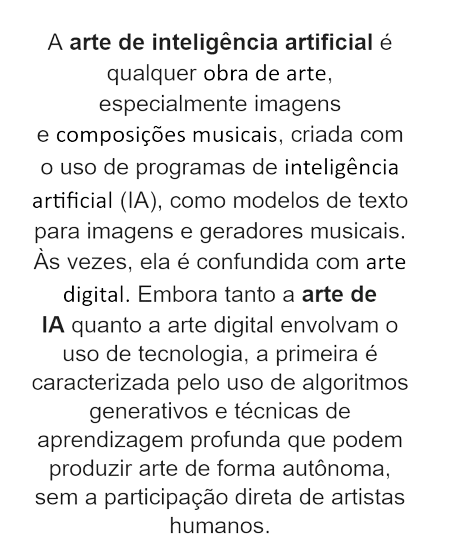 A arte de inteligência artificial é
qualquer obra de arte,
especialmente imagens
e composições musicais, criada com
o uso de programas de inteligência
artificial (IA), como modelos de texto
para imagens e geradores musicais.
Às vezes, ela é confundida com arte
digital. Embora tanto a arte de
IA quanto a arte digital envolvam o
uso de tecnologia, a primeira é
caracterizada pelo uso de algoritmos
generativos e técnicas de
aprendizagem profunda que podem
produzir arte de forma autônoma,
sem a participação direta de artistas
humanos.